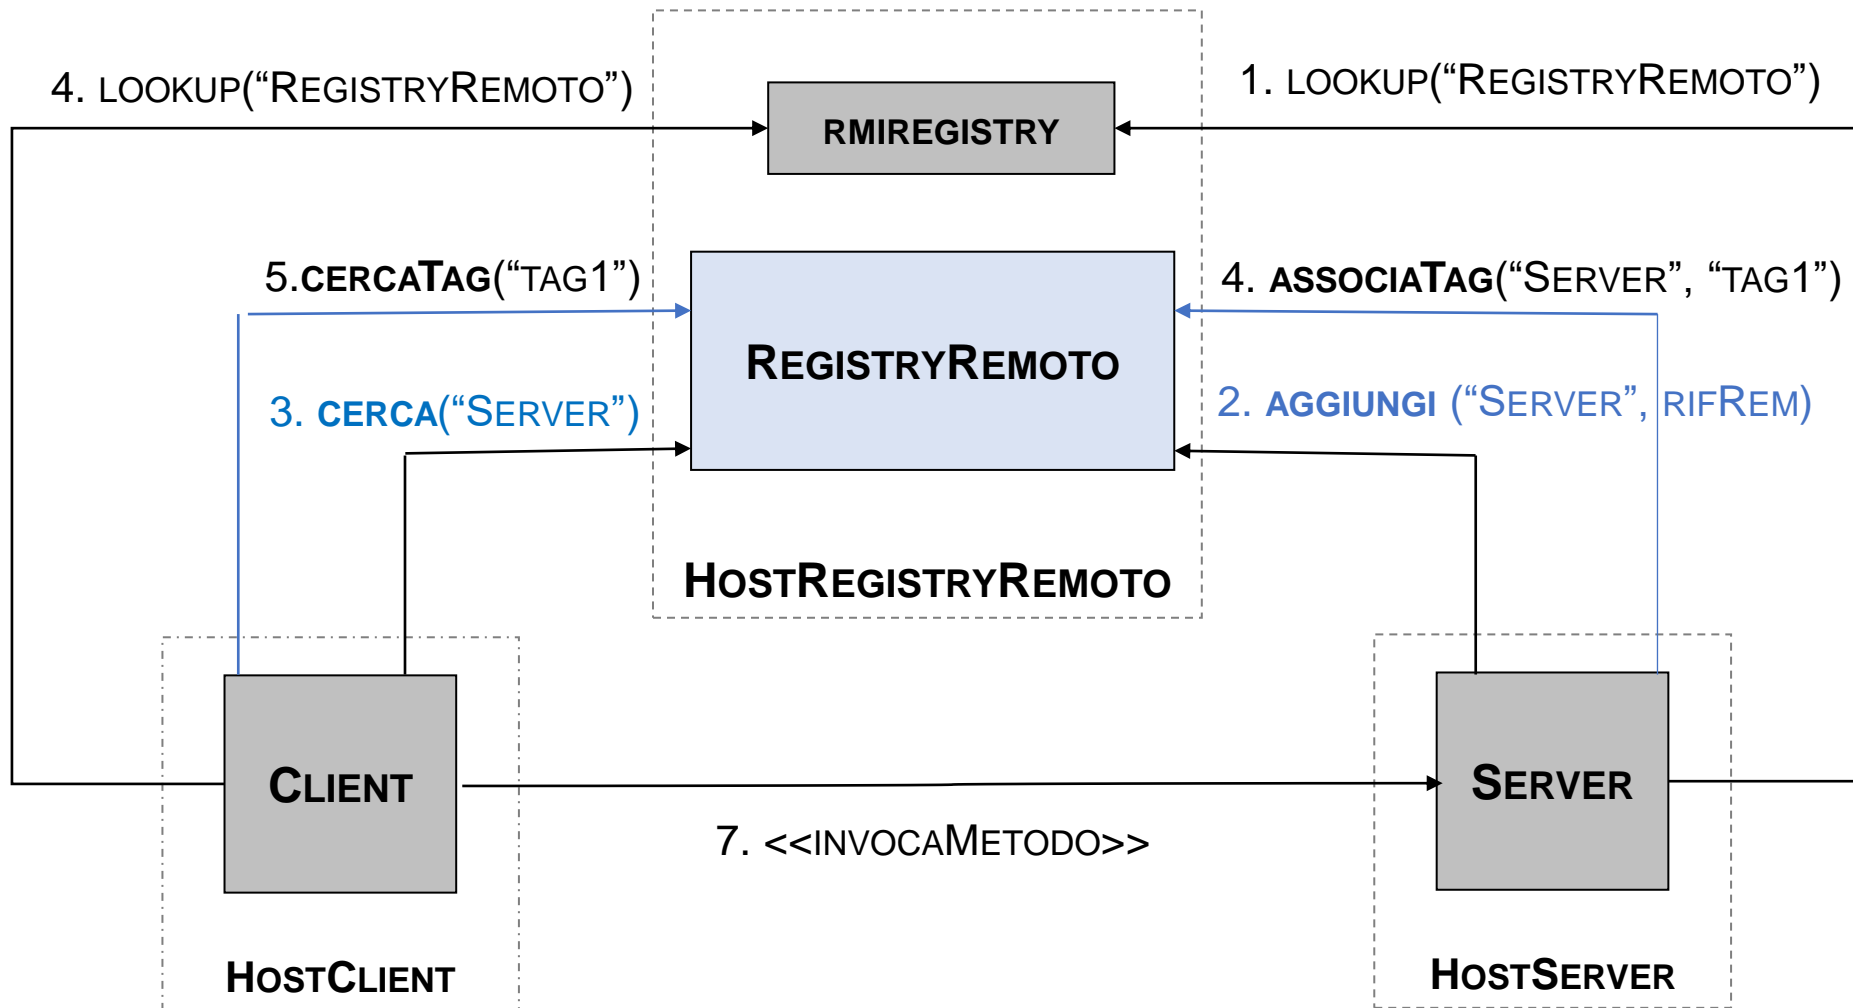 4. LOOKUP(“REGISTRYREMOTO”)
1. LOOKUP(“REGISTRYREMOTO”)
RMIREGISTRY
5.CERCATAG(“TAG1”)
4. ASSOCIATAG(“SERVER”, “TAG1”)
REGISTRYREMOTO
3. CERCA(“SERVER”)
2. AGGIUNGI (“SERVER”, RIFREM)
HOSTREGISTRYREMOTO
CLIENT
SERVER
7. <<INVOCAMETODO>>
HOSTCLIENT
HOSTSERVER